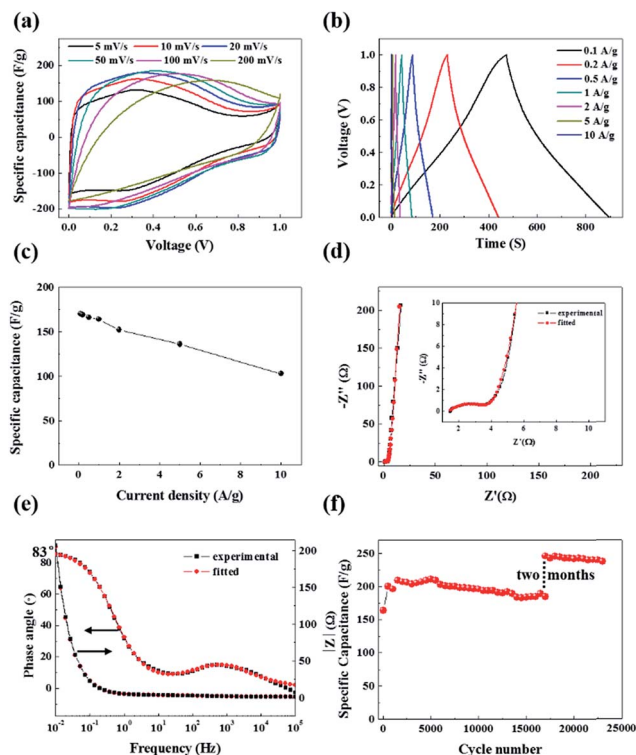 (a)
5 mV/s 10 mV/s 20 mV/s
50 mV/s 100 mV/s 200 mV/s
Specific capacitance (F/g)
200
100
0
-100
-200
0.0 0.2 0.4 0.6 0.8 1.0
Voltage (V)
(b)
0.1 A/g
0.2 A/g
0.5 A/g
1 A/g
2 A/g
5 A/g
10 A/g
Voltage (V)
1.0
0.8
0.6
0.4
0.2
0.0
0 200 400 600 800
Time (S)
(c)
Specific capacitance (F/g)
200
150
100
50
0
0 2 4 6 8 10
Current density (A/g)
(d)
experimental
fitted
-Z''(Ω)
200
150
100
50
0
0 50 100 150 200
Z'(Ω)
-Z'' (Ω)
10
8
6
4
2
0
2 4 6 8 10
Z'(Ω)
(e)
83°
experimental
fitted
Phase angle (◦)
80
60
40
20
0
|Z| (Ω)
200
150
100
50
0
10⁻² 10⁻¹ 10⁰ 10¹ 10² 10³ 10⁴ 10⁵
Frequency (Hz)
(f)
two months
Specific Capacitance (F/g)
300
250
200
150
100
50
0
0 5000 10000 15000 20000 25000
Cycle number